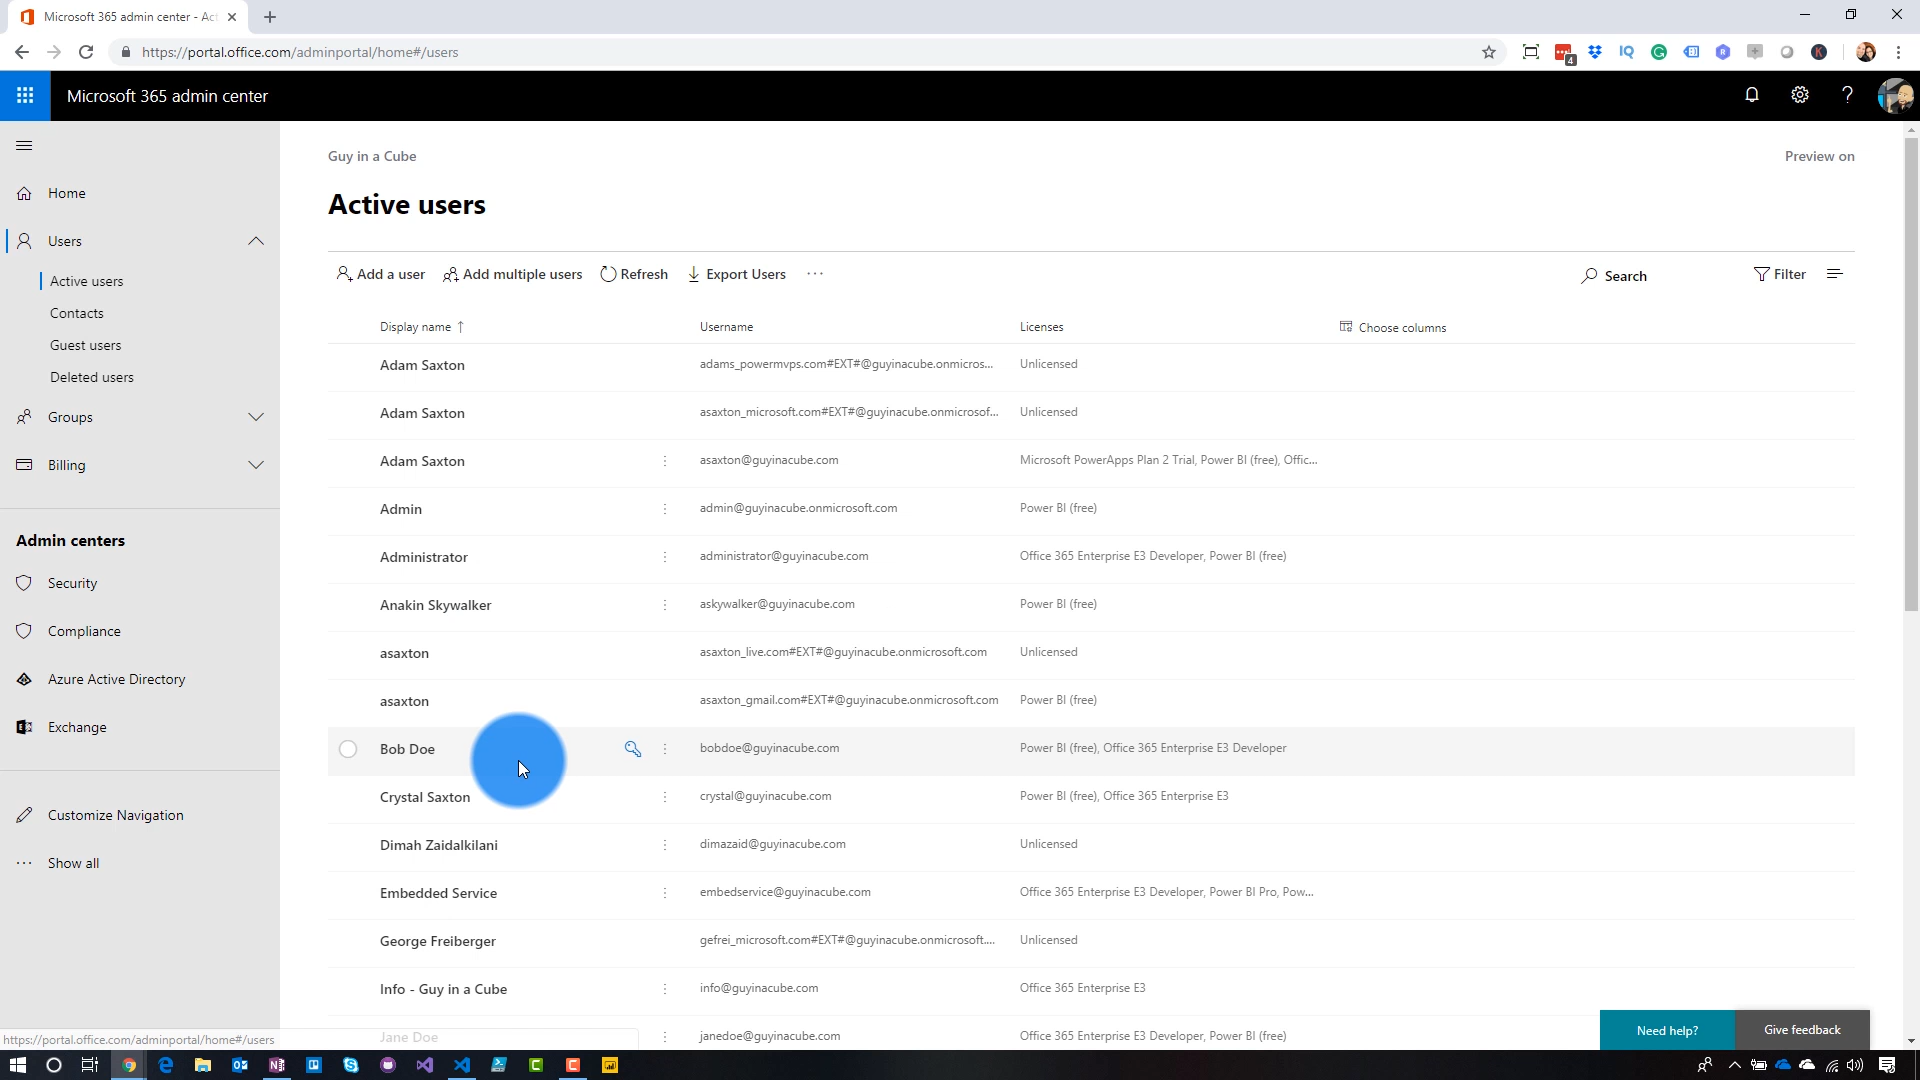 Microsoft 365 admin center - Act
https://portal.office.com/adminportal/home#/users
4
Microsoft 365 admin center
Guy in a Cube
Preview on
Home
Active users
Users
Active users
Contacts
Guest users
Deleted users
Groups
Billing
Admin centers
Security
Compliance
Azure Active Directory
Exchange
Customize Navigation
Show all
Add a user
Add multiple users
Refresh
Export Users
Search
Filter
Display name ↑ Username Licenses Choose columns
Adam Saxton adams_powermvps.com#EXT#@guyinacube.onmicros... Unlicensed
Adam Saxton asaxton_microsoft.com#EXT#@guyinacube.onmicrosof... Unlicensed
Adam Saxton asaxton@guyinacube.com Microsoft PowerApps Plan 2 Trial, Power BI (free), Offic...
Admin admin@guyinacube.onmicrosoft.com Power BI (free)
Administrator administrator@guyinacube.com Office 365 Enterprise E3 Developer, Power BI (free)
Anakin Skywalker askywalker@guyinacube.com Power BI (free)
asaxton asaxton_live.com#EXT#@guyinacube.onmicrosoft.com Unlicensed
asaxton asaxton_gmail.com#EXT#@guyinacube.onmicrosoft.com Power BI (free)
Bob Doe bobdoe@guyinacube.com Power BI (free), Office 365 Enterprise E3 Developer
Crystal Saxton crystal@guyinacube.com Power BI (free), Office 365 Enterprise E3
Dimah Zaidalkilani dimazaid@guyinacube.com Unlicensed
Embedded Service embedservice@guyinacube.com Office 365 Enterprise E3 Developer, Power BI Pro, Pow...
George Freiberger gefrei_microsoft.com#EXT#@guyinacube.onmicrosoft.... Unlicensed
Info - Guy in a Cube info@guyinacube.com Office 365 Enterprise E3
Jane Doe janedoe@guyinacube.com Office 365 Enterprise E3 Developer, Power BI (free)
Need help?
Give feedback
https://portal.office.com/adminportal/home#/users